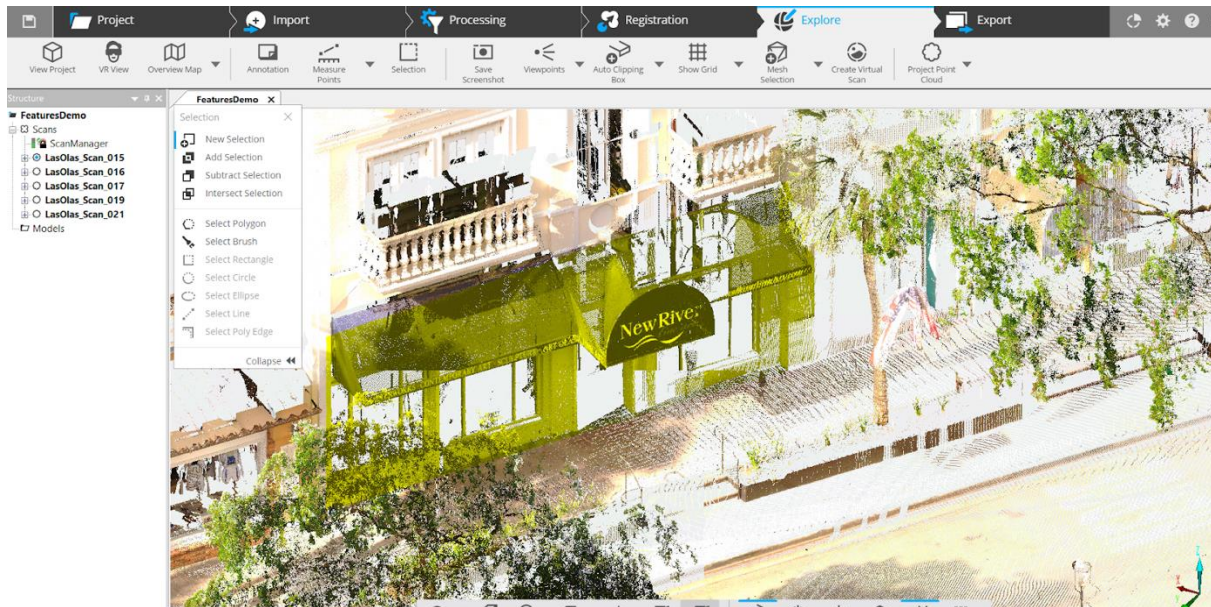 Project
Import
Processing
Registration
Explore
Export
View Project
VR View
Overview Map
Annotation
Measure
Points
Selection
Save
Screenshot
Viewpoints
Auto Clipping
Box
Show Grid
Mesh
Selection
Create Virtual
Scan
Project Point
Cloud
Structure
FeaturesDemo
Scans
ScanManager
LasOlas_Scan_015
LasOlas_Scan_016
LasOlas_Scan_017
LasOlas_Scan_019
LasOlas_Scan_021
Models
FeaturesDemo X
Selection
New Selection
Add Selection
Subtract Selection
Intersect Selection
Select Polygon
Select Brush
Select Rectangle
Select Circle
Select Ellipse
Select Line
Select Poly Edge
Collapse